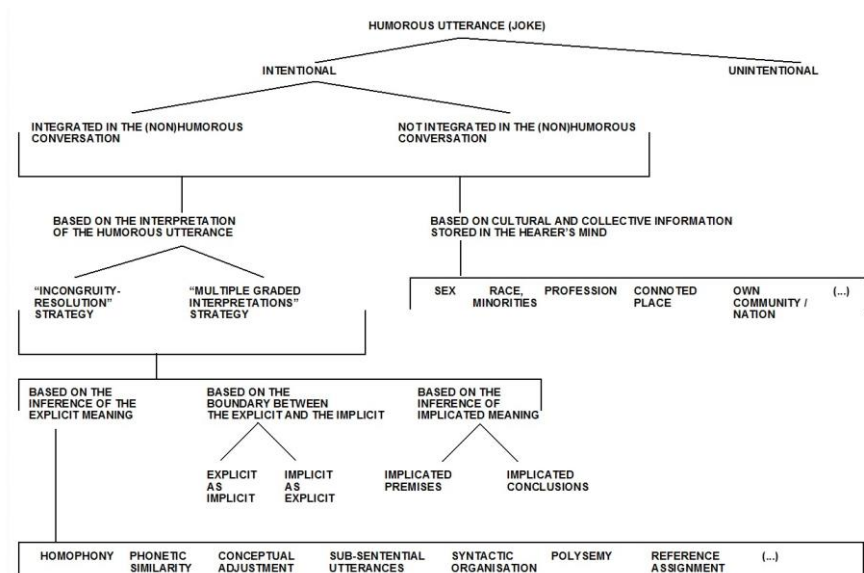 HUMOROUS UTTERANCE (JOKE)
INTENTIONAL
UNINTENTIONAL
INTEGRATED IN THE (NON)HUMOROUS
CONVERSATION
NOT INTEGRATED IN THE (NON)HUMOROUS
CONVERSATION
BASED ON THE INTERPRETATION
OF THE HUMOROUS UTTERANCE
BASED ON CULTURAL AND COLLECTIVE INFORMATION
STORED IN THE HEARER'S MIND
“INCONGRUITY-
RESOLUTION”
STRATEGY
“MULTIPLE GRADED
INTERPRETATIONS”
STRATEGY
SEX
RACE,
MINORITIES
PROFESSION
CONNOTED
PLACE
OWN
COMMUNITY /
NATION
(...)
BASED ON THE
INFERENCE OF THE
EXPLICIT MEANING
BASED ON THE
BOUNDARY BETWEEN
THE EXPLICIT AND THE IMPLICIT
BASED ON THE
INFERENCE OF
IMPLICATED MEANING
EXPLICIT
AS
IMPLICIT
IMPLICIT
AS
EXPLICIT
IMPLICATED
PREMISES
IMPLICATED
CONCLUSIONS
HOMOPHONY
PHONETIC
SIMILARITY
CONCEPTUAL
ADJUSTMENT
SUB-SENTENTIAL
UTTERANCES
SYNTACTIC
ORGANISATION
POLYSEMY
REFERENCE
ASSIGNMENT
(...)